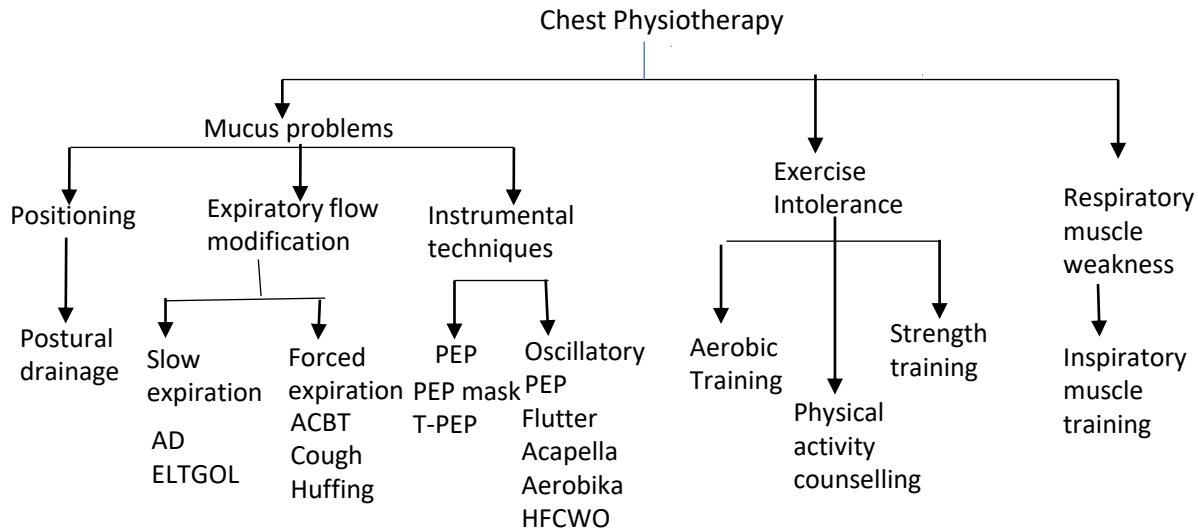 Chest Physiotherapy
Mucus problems
Exercise
Intolerance
Respiratory
muscle
weakness
Positioning
Expiratory flow
modification
Instrumental
techniques
Postural
drainage
Slow
expiration
AD
ELTGOL
Forced
expiration
ACBT
Cough
Huffing
PEP
PEP mask
T-PEP
Oscillatory
PEP
Flutter
Acapella
Aerobika
HFCWO
Aerobic
Training
Physical
activity
counselling
Strength
training
Inspiratory
muscle
training